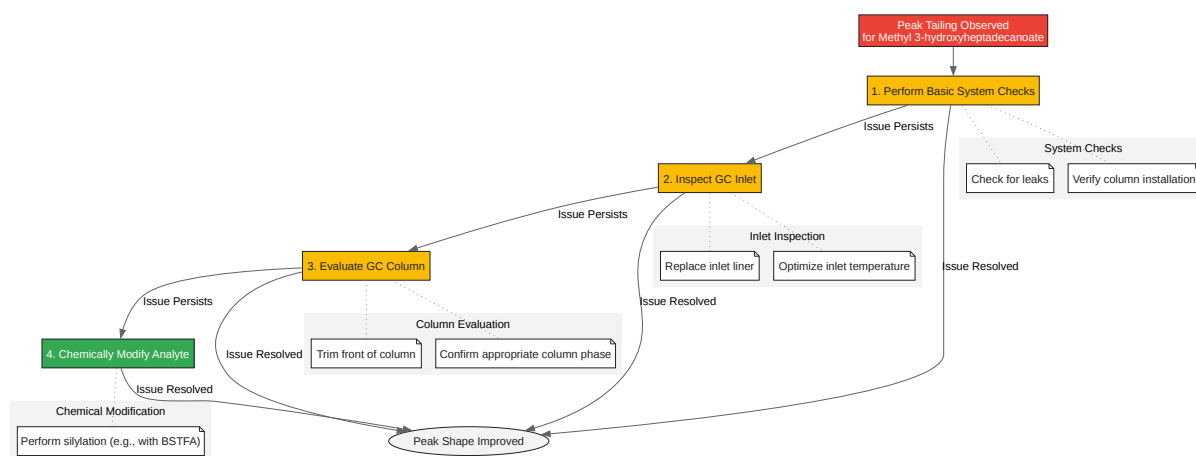 Peak Tailing Observed
for Methyl 3-hydroxyheptadecanoate
1. Perform Basic System Checks
Issue Persists
System Checks
Check for leaks
Verify column installation
2. Inspect GC Inlet
Issue Persists
Inlet Inspection
Replace inlet liner
Optimize inlet temperature
Issue Resolved
3. Evaluate GC Column
Issue Persists
Issue Resolved
Column Evaluation
Trim front of column
Confirm appropriate column phase
Issue Resolved
4. Chemically Modify Analyte
Issue Resolved
Chemical Modification
Perform silylation (e.g., with BSTFA)
Peak Shape Improved